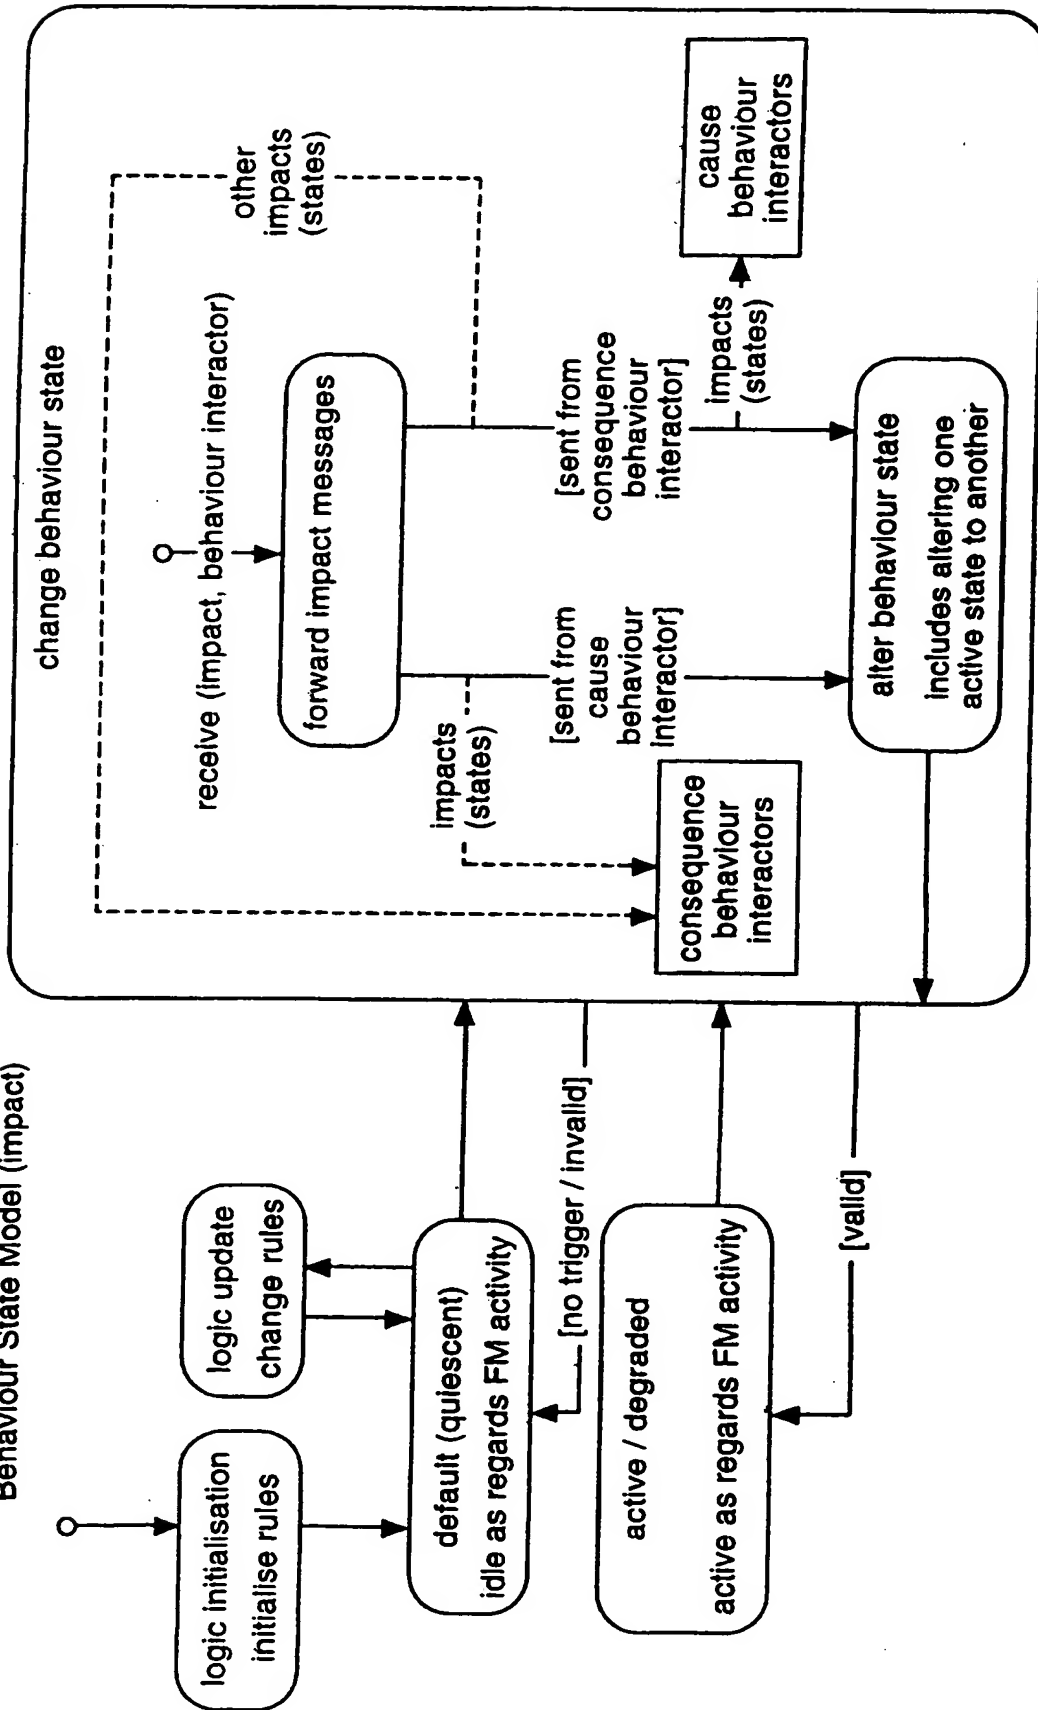 Behaviour State Model (impact)
logic initialisation
initialise rules
logic update
change rules
default (quiescent)
idle as regards FM activity
[no trigger / invalid]
active / degraded
active as regards FM activity
[valid]
change behaviour state
receive (impact, behaviour interactor)
forward impact messages
other
impacts
(states)
impacts
(states)
[sent from
cause
behaviour
interactor]
[sent from
consequence
behaviour
interactor]
impacts
(states)
cause
behaviour
interactors
consequence
behaviour
interactors
alter behaviour state
includes altering one
active state to another